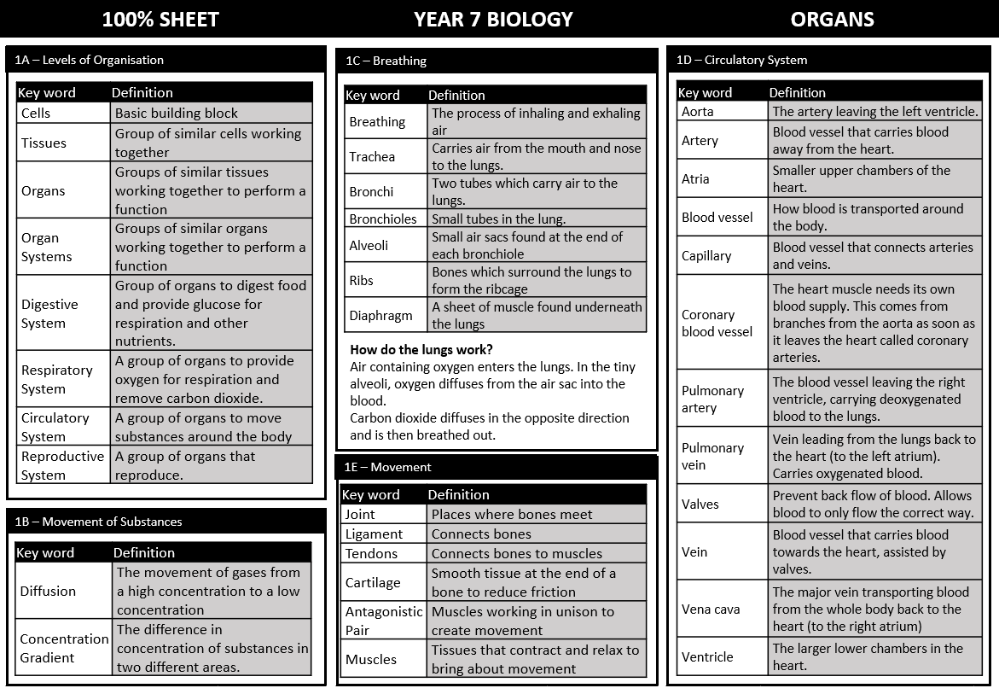 100% SHEET
YEAR 7 BIOLOGY
ORGANS
1A – Levels of Organisation
Key word
Definition
Cells
Basic building block
Tissues
Group of similar cells working
together
Organs
Groups of similar tissues
working together to perform a
function
Organ
Systems
Groups of similar organs
working together to perform a
function
Digestive
System
Group of organs to digest food
and provide glucose for
respiration and other
nutrients.
Respiratory
System
A group of organs to provide
oxygen for respiration and
remove carbon dioxide.
Circulatory
System
A group of organs to move
substances around the body
Reproductive
System
A group of organs that
reproduce.
1B – Movement of Substances
Key word
Definition
Diffusion
The movement of gases from
a high concentration to a low
concentration
Concentration
Gradient
The difference in
concentration of substances in
two different areas.
1C – Breathing
Key word
Definition
Breathing
The process of inhaling and exhaling
air
Trachea
Carries air from the mouth and nose
to the lungs.
Bronchi
Two tubes which carry air to the
lungs.
Bronchioles
Small tubes in the lung.
Alveoli
Small air sacs found at the end of
each bronchiole
Ribs
Bones which surround the lungs to
form the ribcage
Diaphragm
A sheet of muscle found underneath
the lungs
How do the lungs work?
Air containing oxygen enters the lungs. In the tiny
alveoli, oxygen diffuses from the air sac into the
blood.
Carbon dioxide diffuses in the opposite direction
and is then breathed out.
1E – Movement
Key word
Definition
Joint
Places where bones meet
Ligament
Connects bones
Tendons
Connects bones to muscles
Cartilage
Smooth tissue at the end of a
bone to reduce friction
Antagonistic
Pair
Muscles working in unison to
create movement
Muscles
Tissues that contract and relax to
bring about movement
1D – Circulatory System
Key word
Definition
Aorta
The artery leaving the left ventricle.
Artery
Blood vessel that carries blood
away from the heart.
Atria
Smaller upper chambers of the
heart.
Blood vessel
How blood is transported around
the body.
Capillary
Blood vessel that connects arteries
and veins.
Coronary
blood vessel
The heart muscle needs its own
blood supply. This comes from
branches from the aorta as soon as
it leaves the heart called coronary
arteries.
Pulmonary
artery
The blood vessel leaving the right
ventricle, carrying deoxygenated
blood to the lungs.
Pulmonary
vein
Vein leading from the lungs back to
the heart (to the left atrium).
Carries oxygenated blood.
Valves
Prevent back flow of blood. Allows
blood to only flow the correct way.
Vein
Blood vessel that carries blood
towards the heart, assisted by
valves.
Vena cava
The major vein transporting blood
from the whole body back to the
heart (to the right atrium)
Ventricle
The larger lower chambers in the
heart.